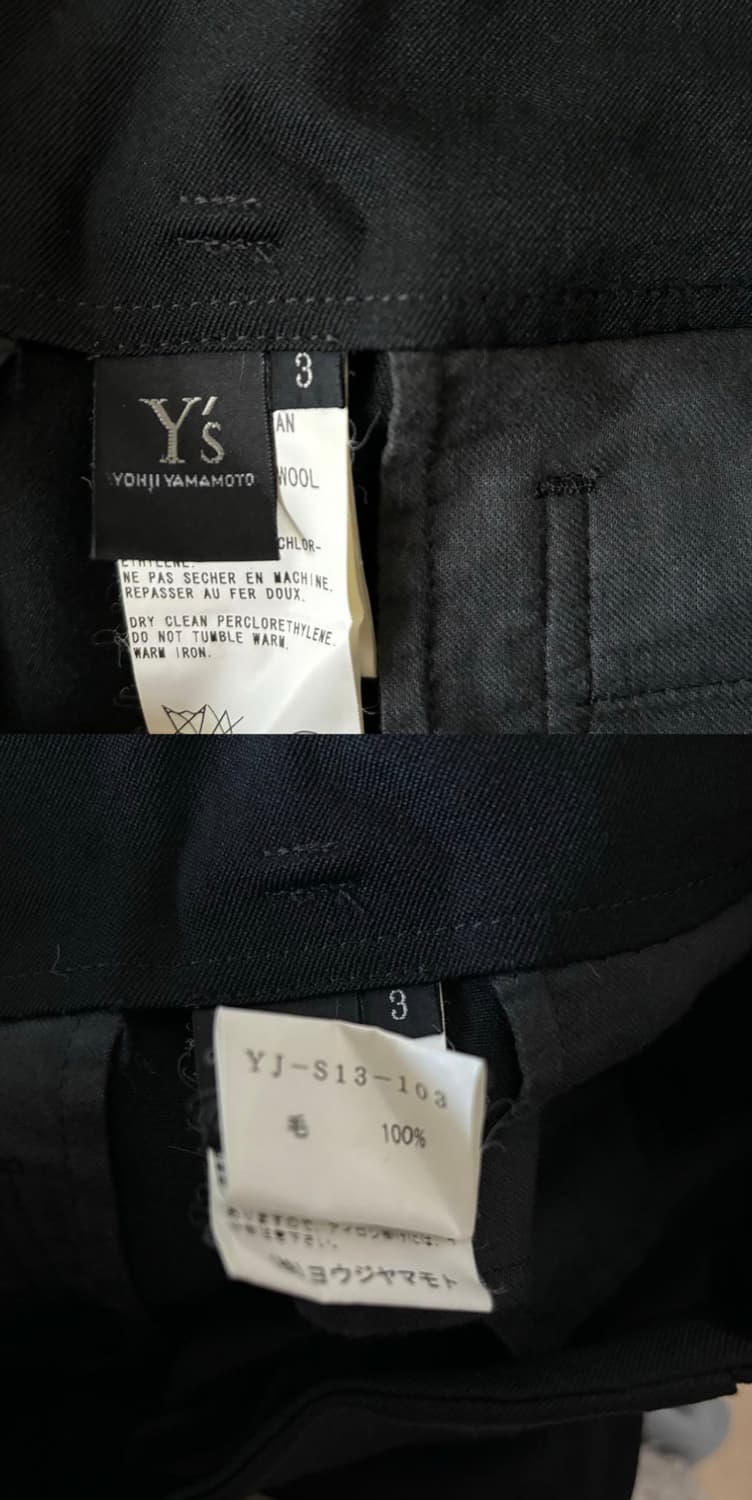 Y's
YOHJI YAMAMOTO
3
AN
WOOL
CHLOR-
ETHYLENE.
NE PAS SECHER EN MACHINE.
REPASSER AU FER DOUX.
DRY CLEAN PERCLORETHYLENE.
DO NOT TUMBLE WARM.
WARM IRON.
3
YJ-S13-103
毛 100%
ヨウジヤマモト